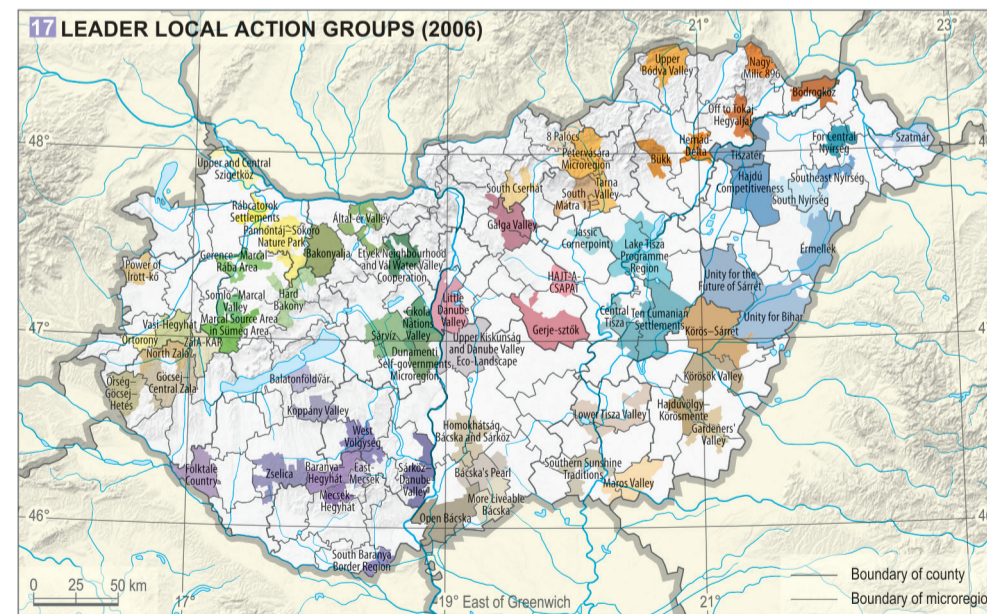 17 LEADER LOCAL ACTION GROUPS (2006)
21°
23°
Upper
Bódva Valley
Nagy-
Milic 896
Bodrogköz
Off to Tokaj-
Hegyalja!
48°
8 Palócs
Pétervására
Microregion
Bükk
Hernád-
Delta
Tiszatér
For Central
Nyírség
Szatmár
Upper and Central
Szigetköz
South Cserhát
Tarna
Valley
South
Mátra 11
Hajdú
Competitiveness
Southeast Nyírség
South Nyírség
Rábcatorok
Settlements
Pannontáj–Sokoró
Nature Park
Által-ér Valley
Galga Valley
Jassic
Cornerpoint
Lake Tisza
Programme
Region
Érmellék
Power of
Írott-kő
Gerence–Marcal–
Rába Area
Bakonyalja
Etyek Neighbourhood
and Val Water Valley
Cooperation
HAJT-A-
CSAPAT
Unity for the
Future of Sárrét
Somló–Marcal
Valley
Hard
Bakony
Marcal Source Area
in Sümeg Area
Sikola
Nations
Valley
Little
Danube
Valley
Central
Tisza
Ten Cumanian
Settlements
Unity for Bihar
47°
Vasi-Hegyhát
Őrtorony
ZalA-KAR
North Zala
Sárvíz
Gerje-sztők
Körös–Sárrét
Upper Kiskunság
and Danube Valley
Eco-Landscape
Dunamenti
Self-governments
Microregion
Őrség–
Göcsej–
Hetés
Göcsej–
Central Zala
Balatonföldvár
Körösök Valley
Koppány Valley
Lower Tisza Valley
Hajdúvölgy
Körösmente
Gardeners'
Valley
West
Völgység
Homokhátság,
Bácska and Sárköz
Folktale
Country
Zselica
Baranya-
Hegyhát
East-
Mecsek
Sárköz–
Danube
Valley
Bácska's Pearl
Southern Sunshine
Traditions
Maros Valley
Mecsek-
Hegyhát
More Liveable
Bácska
46°
Open Bácska
South Baranya
Border Region
0 25 50 km
17°
19° East of Greenwich
21°
Boundary of county
Boundary of microregio